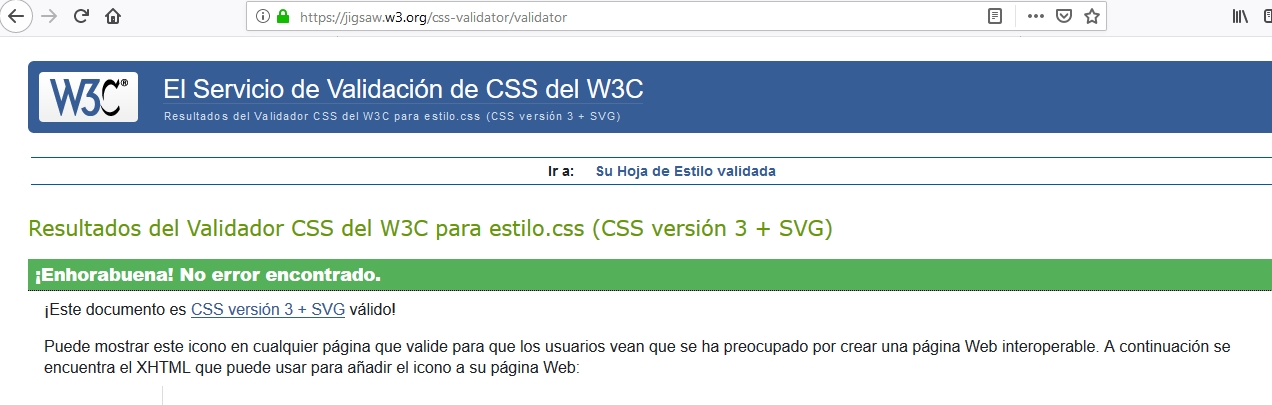 https://jigsaw.w3.org/css-validator/validator
W3C®
El Servicio de Validación de CSS del W3C
Resultados del Validador CSS del W3C para estilo.css (CSS versión 3 + SVG)
Ir a: Su Hoja de Estilo validada
Resultados del Validador CSS del W3C para estilo.css (CSS versión 3 + SVG)
¡Enhorabuena! No error encontrado.
¡Este documento es CSS versión 3 + SVG válido!
Puede mostrar este icono en cualquier página que valide para que los usuarios vean que se ha preocupado por crear una página Web interoperable. A continuación se
encuentra el XHTML que puede usar para añadir el icono a su página Web: